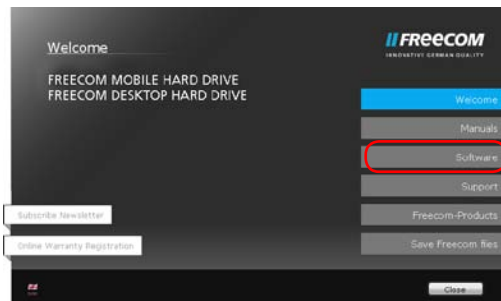 Welcome
FREECOM
INNOVATIVE GERMAN QUALITY
FREECOM MOBILE HARD DRIVE
FREECOM DESKTOP HARD DRIVE
Welcome
Manuals
Software
Support
Subscribe Newsletter
Freecom-Products
Online Warranty Registration
Save Freecom files
Close